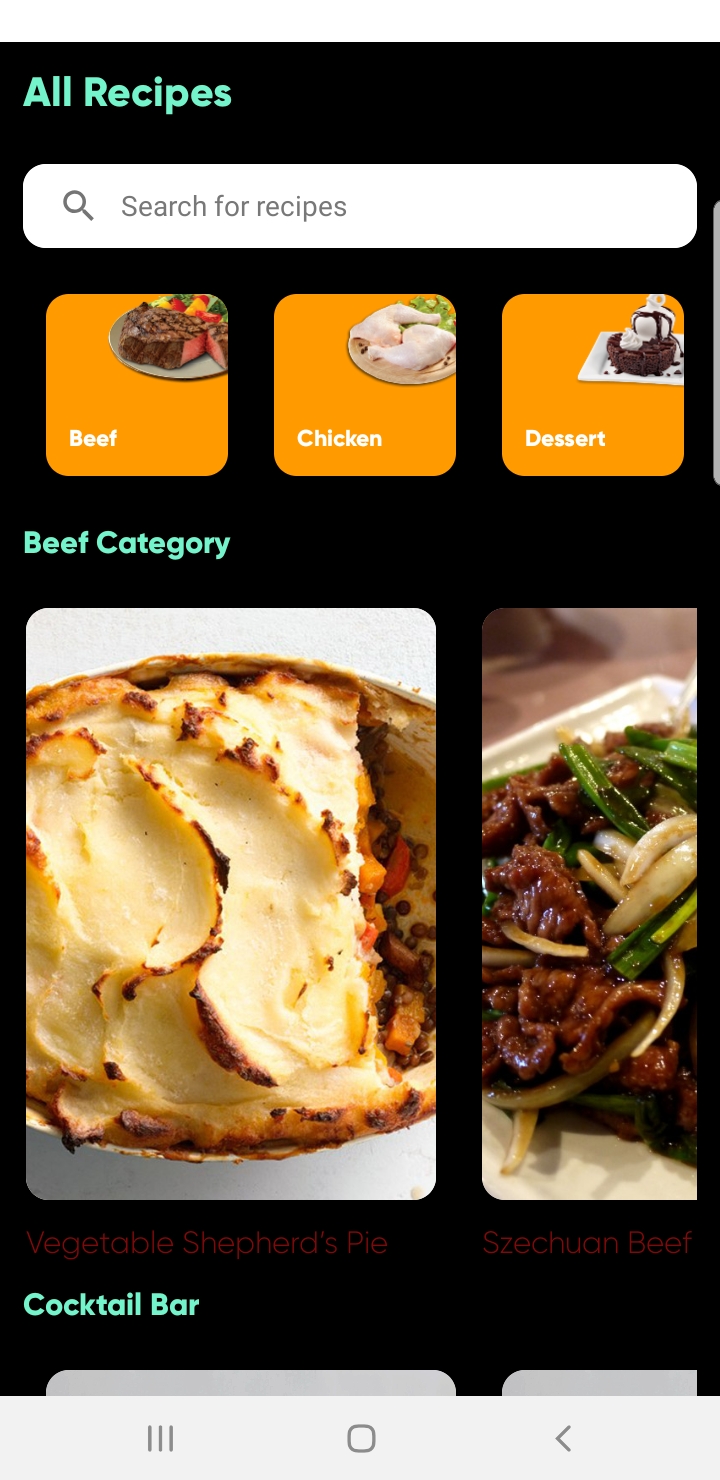 All Recipes
Search for recipes
Beef
Chicken
Dessert
Beef Category
Vegetable Shepherd's Pie
Szechuan Beef
Cocktail Bar